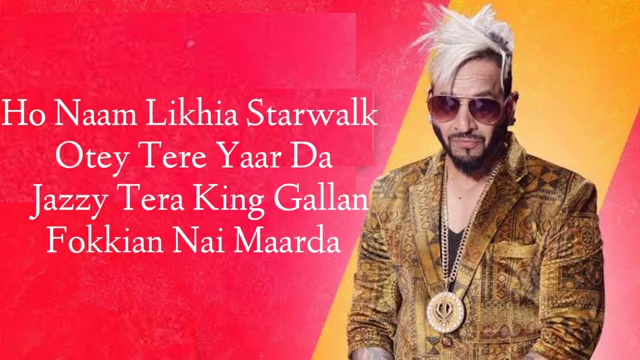 Ho Naam Likhia Starwalk
Otey Tere Yaar Da
Jazzy Tera King Gallan
Fokkian Nai Maarda